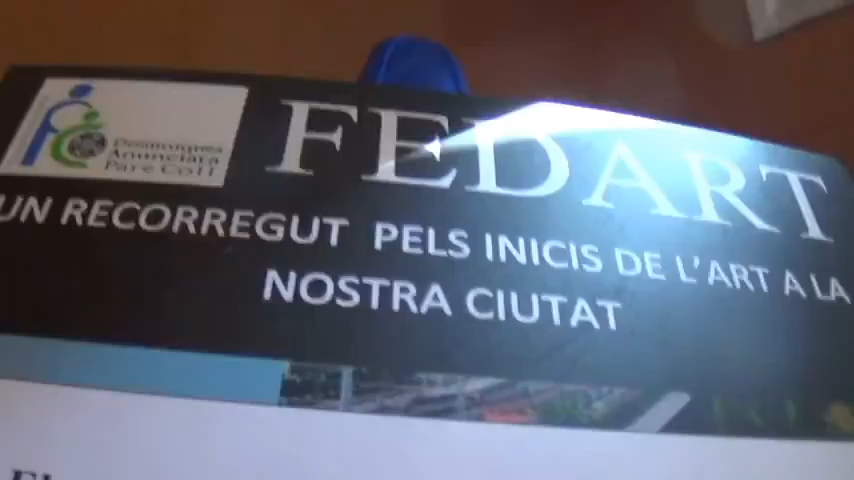 Dominiques
Anunciata
Pare Coll
FEDART
UN RECORREGUT PELS INICIS DE L'ART A LA
NOSTRA CIUTAT